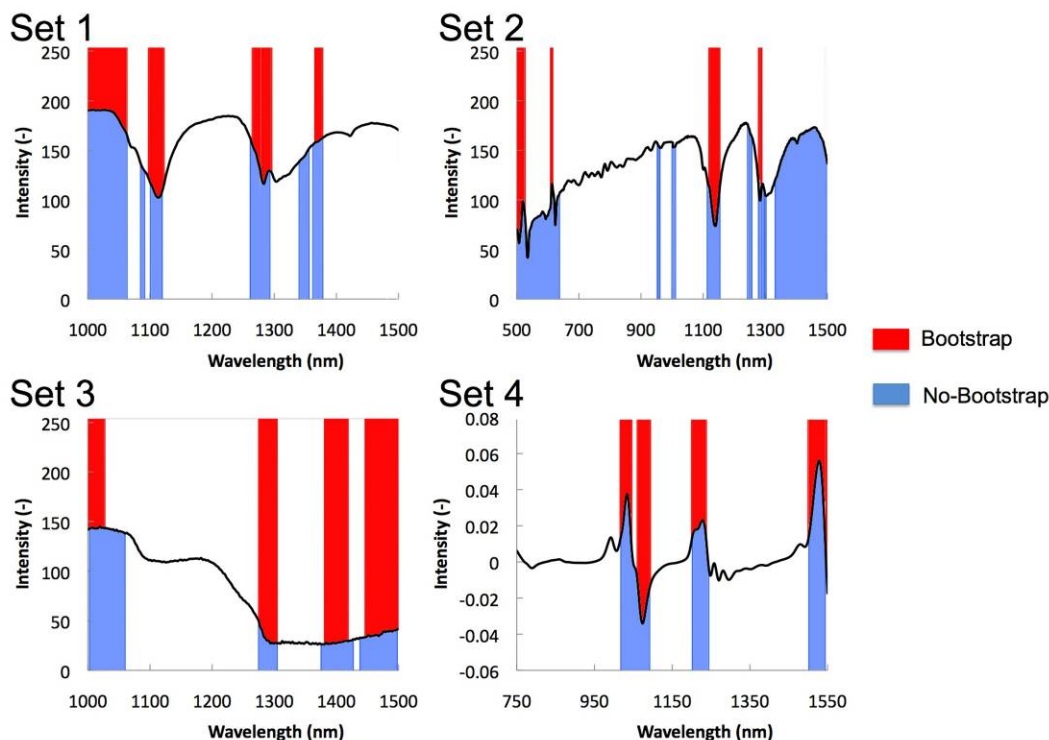 Set 1
250
200
150
100
50
0
Intensity (-)
1000 1100 1200 1300 1400 1500
Wavelength (nm)
Set 2
250
200
150
100
50
0
Intensity (-)
500 700 900 1100 1300 1500
Wavelength (nm)
Bootstrap
No-Bootstrap
Set 3
250
200
150
100
50
0
Intensity (-)
1000 1100 1200 1300 1400 1500
Wavelength (nm)
Set 4
0.08
0.06
0.04
0.02
0
-0.02
-0.04
-0.06
Intensity (-)
750 950 1150 1350 1550
Wavelength (nm)